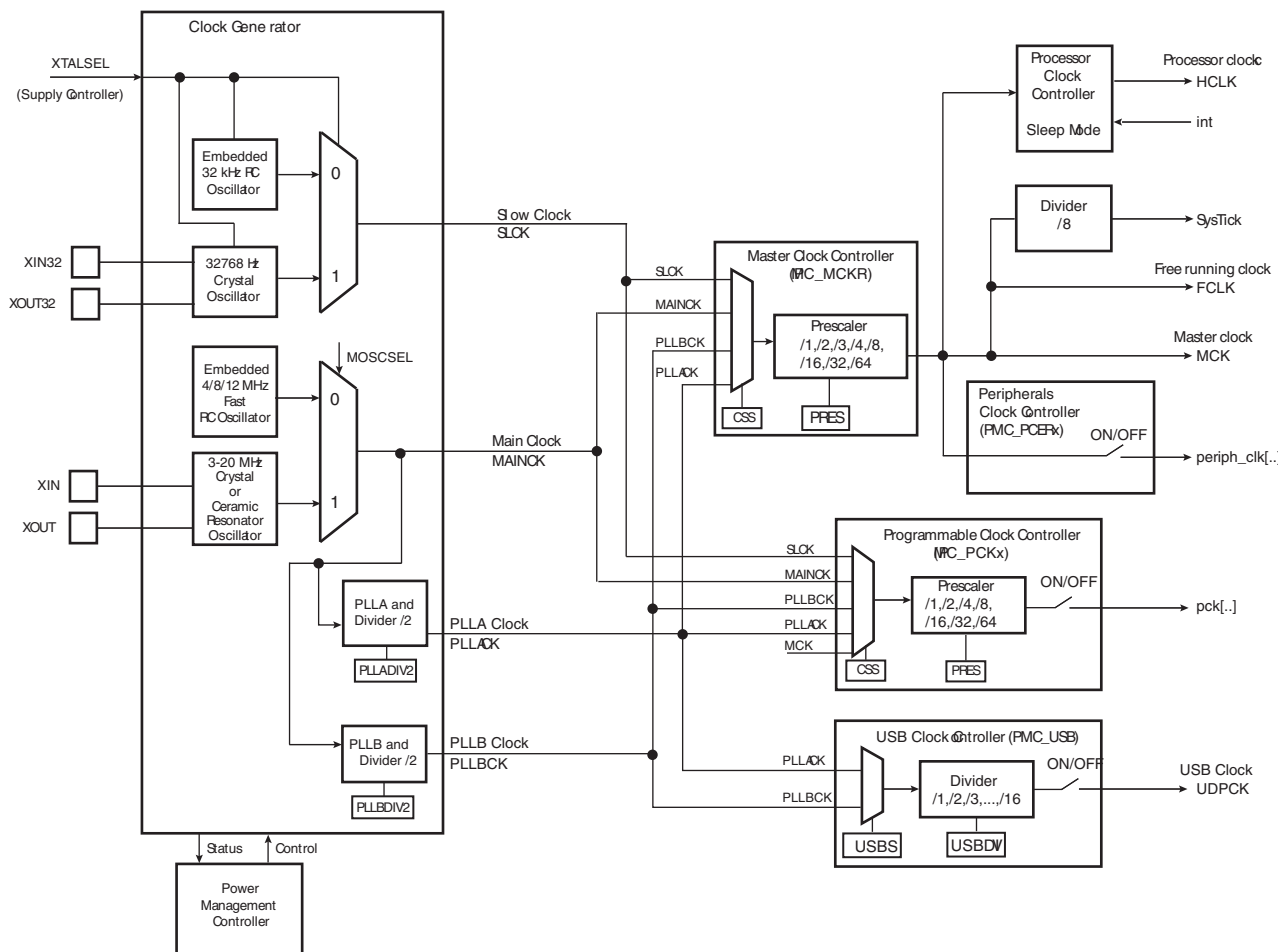 Clock Generator
XTALSEL
(Supply Controller)
Embedded
32 kHz RC
Oscillator
0
XIN32
XOUT32
32768 Hz
Crystal
Oscillator
1
Slow Clock
SLCK
MOSCSEL
Embedded
4/8/12 MHz
Fast
RC Oscillator
0
XIN
XOUT
3-20 MHz
Crystal
or
Ceramic
Resonator
Oscillator
1
Main Clock
MAINCK
PLLA and
Divider /2
PLLADIV2
PLLA Clock
PLLACK
PLLB and
Divider /2
PLLBDIV2
PLLB Clock
PLLBCK
Status
Control
Power
Management
Controller
Master Clock Controller
(PMC_MCKR)
SLCK
MAINCK
PLLBCK
PLLACK
Prescaler
/1,/2,/3,/4,/8,
/16,/32,/64
CSS
PRES
Processor
Clock
Controller
Sleep Mode
Processor clock
HCLK
int
Divider
/8
SysTick
Free running clock
FCLK
Master clock
MCK
Peripherals
Clock Controller
(PMC_PCERx)
ON/OFF
periph_clk[..]
Programmable Clock Controller
(PMC_PCKx)
SLCK
MAINCK
PLLBCK
PLLACK
MCK
Prescaler
/1,/2,/4,/8,
/16,/32,/64
ON/OFF
pck[..]
CSS
PRES
USB Clock Controller (PMC_USB)
PLLACK
PLLBCK
Divider
/1,/2,/3,...,/16
ON/OFF
USB Clock
UDPCK
USBS
USBDIV